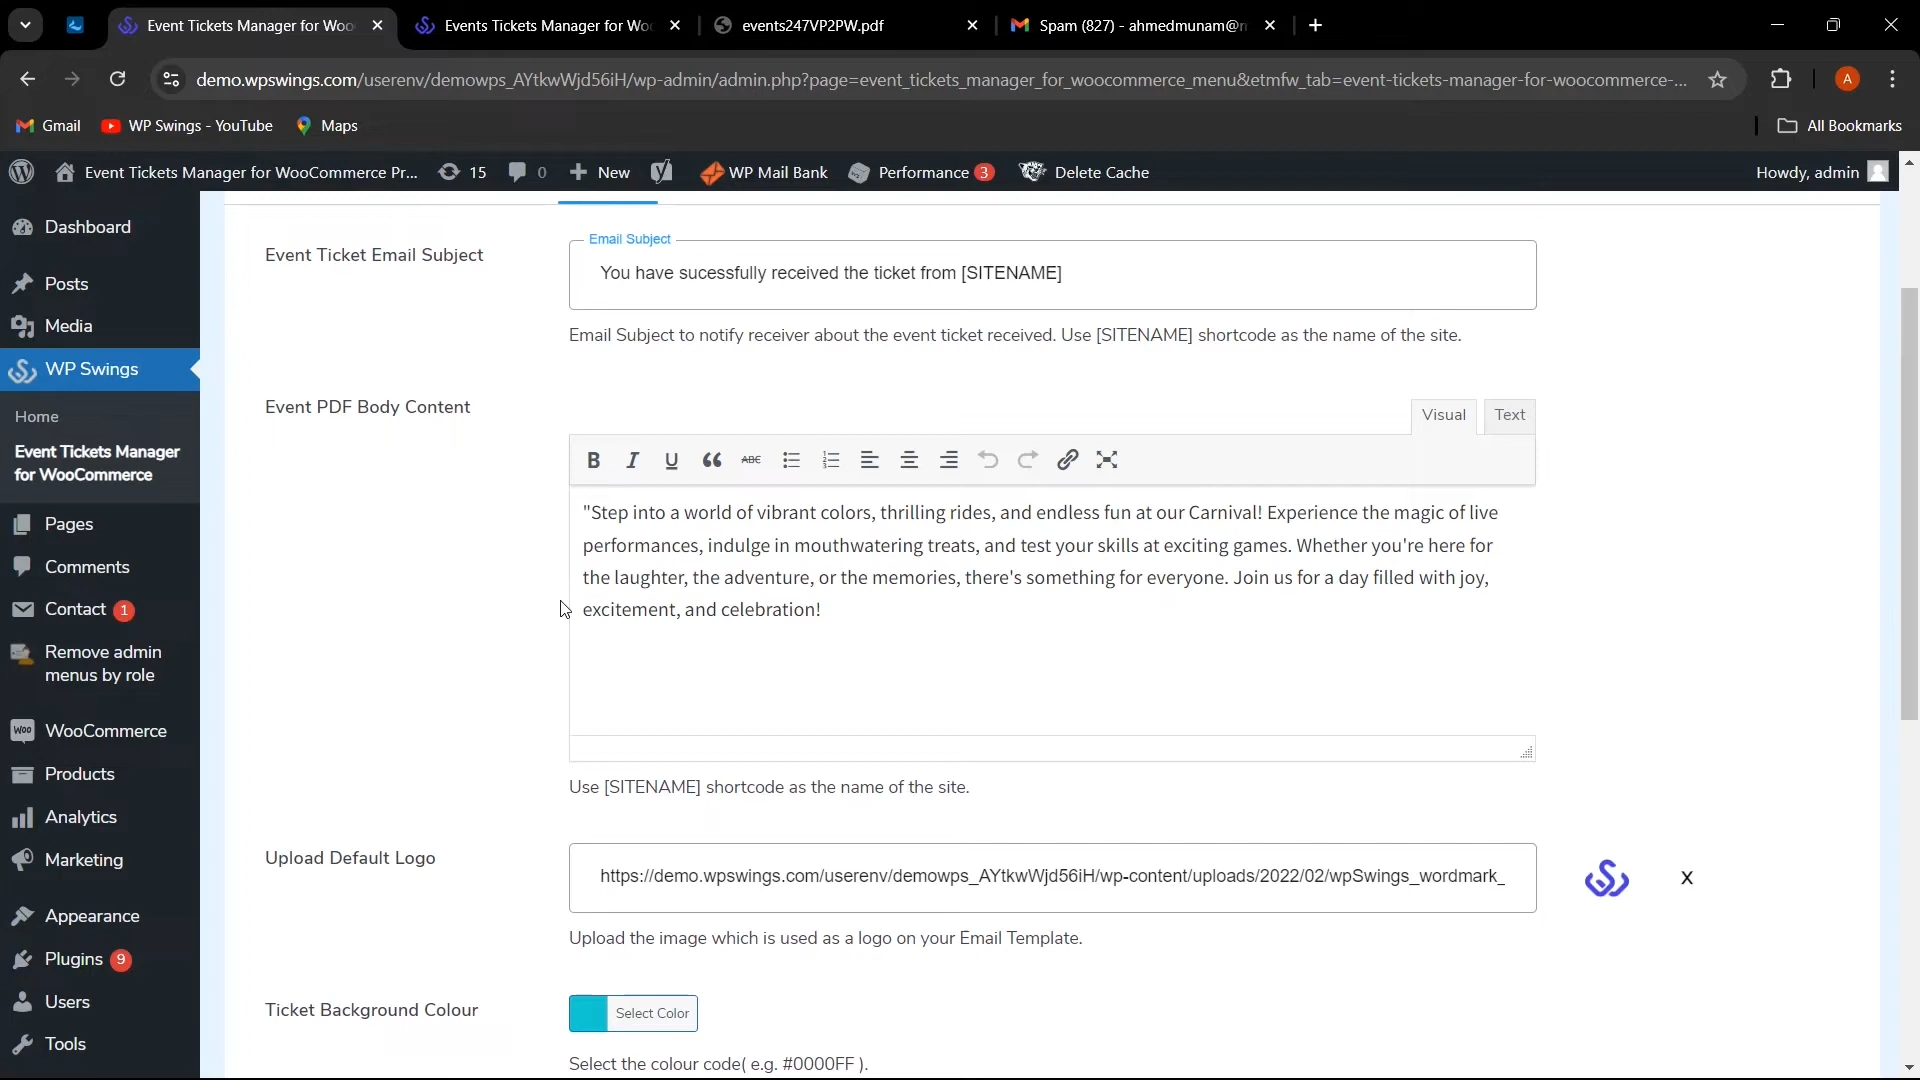 Event Tickets Manager for Woo
Events Tickets Manager for Wo
events247VP2PW.pdf
Spam (827) - ahmedmunam@
demo.wpswings.com/userenv/demowps_AYtkwWjd56iH/wp-admin/admin.php?page=event_tickets_manager_for_woocommerce_menu&etmfw_tab=event-tickets-manager-for-woocommerce-...
A
Gmail
WP Swings - YouTube
Maps
All Bookmarks
Event Tickets Manager for WooCommerce Pr...
15
0
New
WP Mail Bank
Performance 3
Delete Cache
Howdy, admin
Dashboard
Posts
Media
WP Swings
Home
Event Tickets Manager
for WooCommerce
Pages
Comments
Contact 1
Remove admin
menus by role
Woo WooCommerce
Products
Analytics
Marketing
Appearance
Plugins 9
Users
Tools
Event Ticket Email Subject
Email Subject
You have sucessfully received the ticket from [SITENAME]
Email Subject to notify receiver about the event ticket received. Use [SITENAME] shortcode as the name of the site.
Event PDF Body Content
Visual Text
B I U ABC
"Step into a world of vibrant colors, thrilling rides, and endless fun at our Carnival! Experience the magic of live
performances, indulge in mouthwatering treats, and test your skills at exciting games. Whether you're here for
the laughter, the adventure, or the memories, there's something for everyone. Join us for a day filled with joy,
excitement, and celebration!
Use [SITENAME] shortcode as the name of the site.
Upload Default Logo
https://demo.wpswings.com/userenv/demowps_AYtkwWjd56iH/wp-content/uploads/2022/02/wpSwings_wordmark_
X
Upload the image which is used as a logo on your Email Template.
Ticket Background Colour
Select Color
Select the colour code( e.g. #0000FF ).